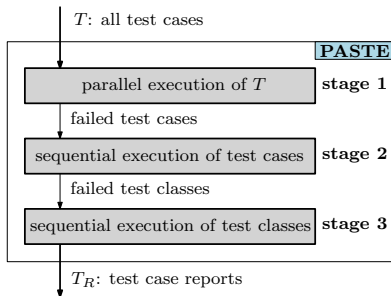 T: all test cases
PASTE
parallel execution of T
stage 1
failed test cases
sequential execution of test cases
stage 2
failed test classes
sequential execution of test classes
stage 3
T_R: test case reports